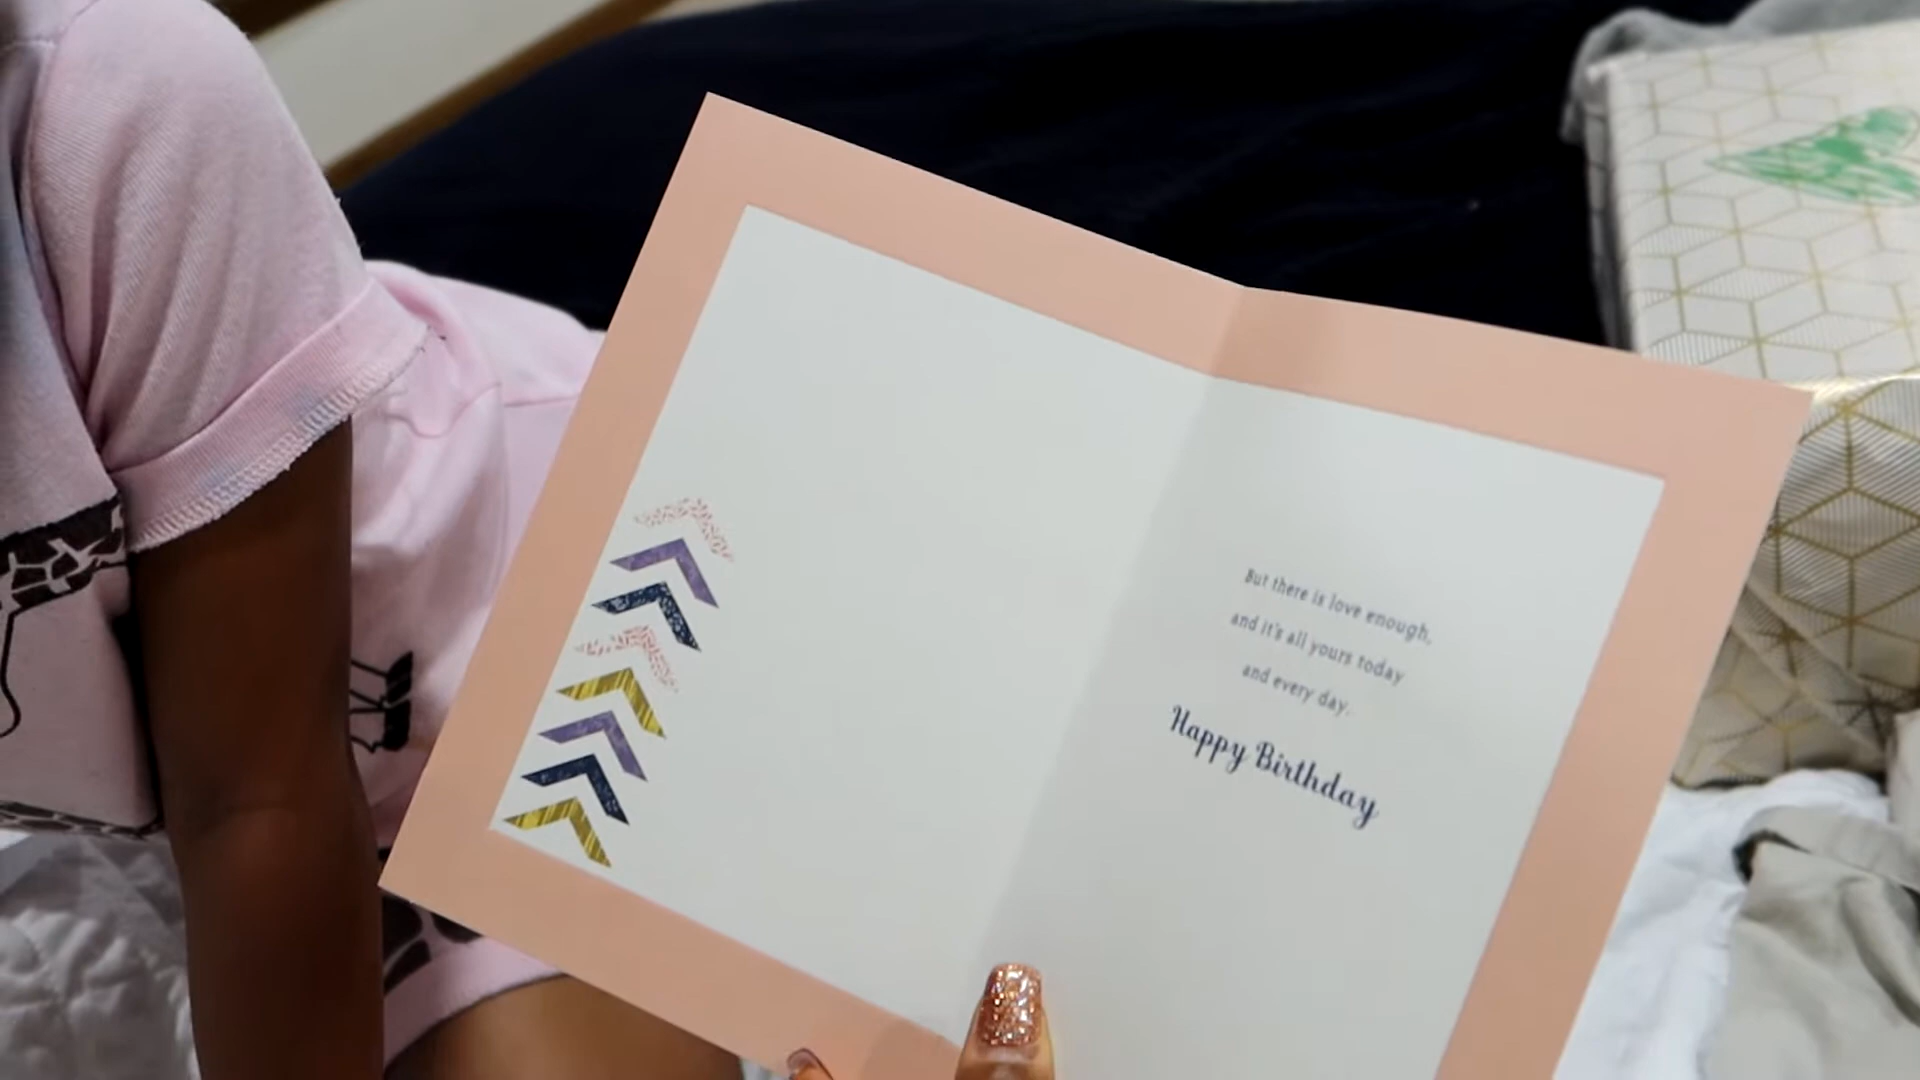 But there is love enough,
and it's all yours today
and every day.
Happy Birthday